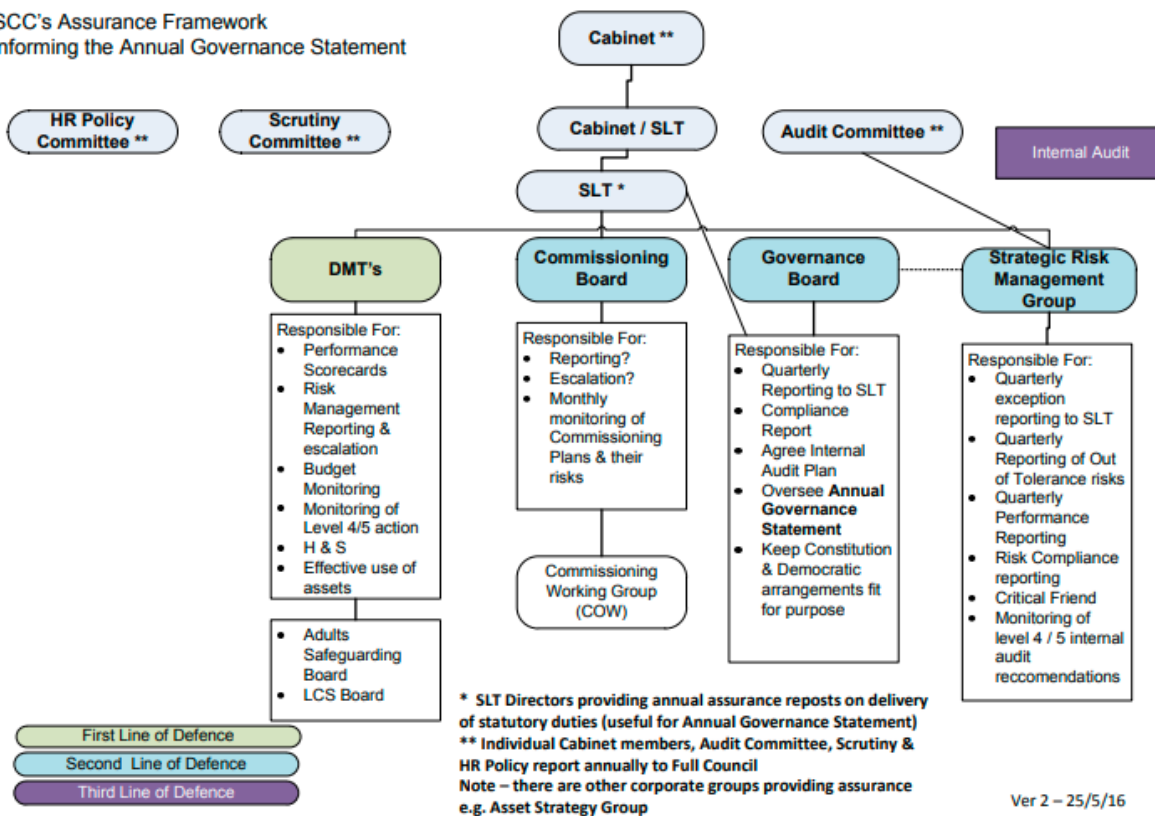 SCC's Assurance Framework
nforming the Annual Governance Statement
Cabinet **
HR Policy
Committee **
Scrutiny
Committee **
Cabinet / SLT
Audit Committee **
Internal Audit
SLT *
DMT's
Commissioning
Board
Governance
Board
Strategic Risk
Management
Group
Responsible For:
• Performance
Scorecards
• Risk
Management
Reporting &
escalation
• Budget
Monitoring
• Monitoring of
Level 4/5 action
• H & S
• Effective use of
assets
• Adults
Safeguarding
Board
• LCS Board
Responsible For:
• Reporting?
• Escalation?
• Monthly
monitoring of
Commissioning
Plans & their
risks
Commissioning
Working Group
(COW)
Responsible For:
• Quarterly
Reporting to SLT
• Compliance
Report
• Agree Internal
Audit Plan
• Oversee Annual
Governance
Statement
• Keep Constitution
& Democratic
arrangements fit
for purpose
Responsible For:
• Quarterly
exception
reporting to SLT
• Quarterly
Reporting of Out
of Tolerance risks
• Quarterly
Performance
Reporting
• Risk Compliance
reporting
• Critical Friend
• Monitoring of
level 4 / 5 internal
audit
reccomendations
First Line of Defence
Second Line of Defence
Third Line of Defence
* SLT Directors providing annual assurance reposts on delivery
of statutory duties (useful for Annual Governance Statement)
** Individual Cabinet members, Audit Committee, Scrutiny &
HR Policy report annually to Full Council
Note – there are other corporate groups providing assurance
e.g. Asset Strategy Group
Ver 2 – 25/5/16